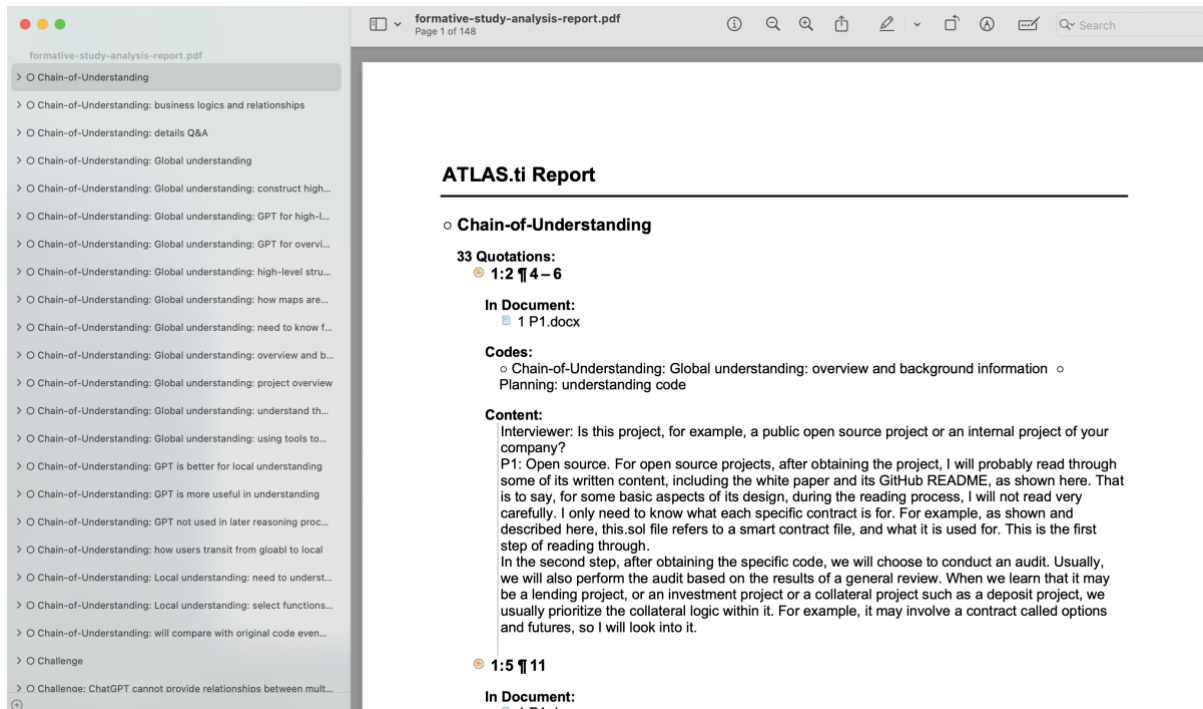 formative-study-analysis-report.pdf
Chain-of-Understanding
Chain-of-Understanding: business logics and relationships
Chain-of-Understanding: details Q&A
Chain-of-Understanding: Global understanding
Chain-of-Understanding: Global understanding: construct high...
Chain-of-Understanding: Global understanding: GPT for high-l...
Chain-of-Understanding: Global understanding: GPT for overvi...
Chain-of-Understanding: Global understanding: high-level stru...
Chain-of-Understanding: Global understanding: how maps are...
Chain-of-Understanding: Global understanding: need to know f...
Chain-of-Understanding: Global understanding: overview and b...
Chain-of-Understanding: Global understanding: project overview
Chain-of-Understanding: Global understanding: understand th...
Chain-of-Understanding: Global understanding: using tools to...
Chain-of-Understanding: GPT is better for local understanding
Chain-of-Understanding: GPT is more useful in understanding
Chain-of-Understanding: GPT not used in later reasoning proc...
Chain-of-Understanding: how users transit from gloabl to local
Chain-of-Understanding: Local understanding: need to underst...
Chain-of-Understanding: Local understanding: select functions...
Chain-of-Understanding: will compare with original code even...
Challenge
Challenge: ChatGPT cannot provide relationships between mult...
formative-study-analysis-report.pdf
Page 1 of 148
Search
ATLAS.ti Report
○ Chain-of-Understanding
33 Quotations:
1:2 ¶ 4 – 6
In Document:
1 P1.docx
Codes:
○ Chain-of-Understanding: Global understanding: overview and background information ○
Planning: understanding code
Content:
Interviewer: Is this project, for example, a public open source project or an internal project of your
company?
P1: Open source. For open source projects, after obtaining the project, I will probably read through
some of its written content, including the white paper and its GitHub README, as shown here. That
is to say, for some basic aspects of its design, during the reading process, I will not read very
carefully. I only need to know what each specific contract is for. For example, as shown and
described here, this.sol file refers to a smart contract file, and what it is used for. This is the first
step of reading through.
In the second step, after obtaining the specific code, we will choose to conduct an audit. Usually,
we will also perform the audit based on the results of a general review. When we learn that it may
be a lending project, or an investment project or a collateral project such as a deposit project, we
usually prioritize the collateral logic within it. For example, it may involve a contract called options
and futures, so I will look into it.
1:5 ¶ 11
In Document: